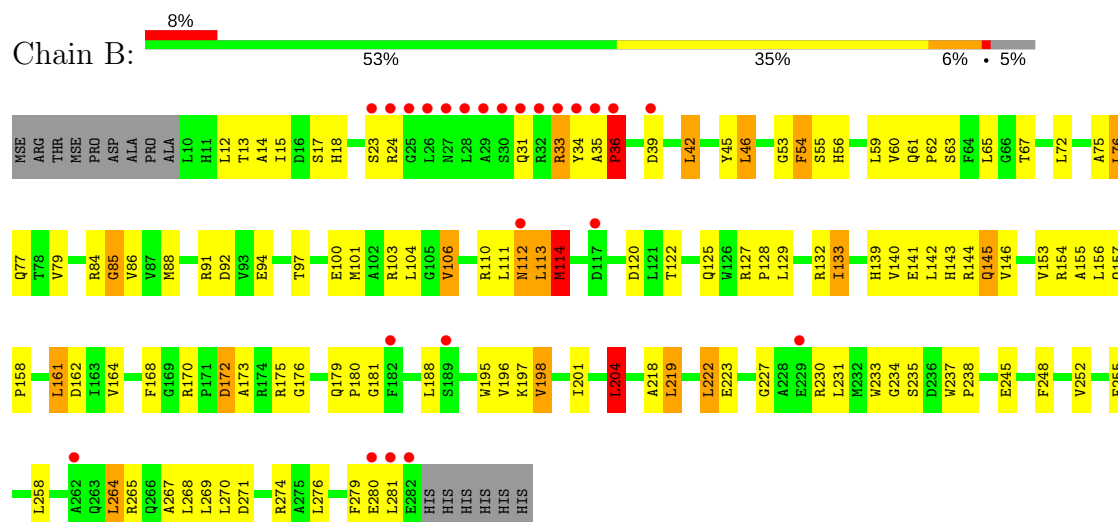 8%
Chain B:
53% 35% 6% • 5%
MSE ARG THR MSE PRO ASP ALA PRO ALA L10 H11 L12 T13 A14 I15 D16 S17 H18 S23 R24 G25 L26 N27 L28 A29 S30 Q31 R32 R33 Y34 A35 P36 D39 L42 Y45 L46 G53 F54 S55 H56 L59 V60 Q61 P62 S63 F64 L65 G66 T67 L72 A75 L76
Q77 T78 V79 R84 G85 V86 V87 M88 R91 D92 V93 E94 T97 E100 M101 A102 R103 L104 G105 V106 R110 L111 N112 L113 M114 D117 D120 L121 T122 Q125 W126 R127 P128 L129 R132 I133 H139 V140 E141 L142 H143 R144 Q145 V146 V153 R154 A155 L156 Q157
P158 L161 D162 I163 V164 F168 G169 R170 P171 D172 A173 R174 R175 G176 Q179 P180 G181 F182 L188 S189 W195 V196 K197 V198 I201 L204 A218 L219 L222 E223 G227 A228 E229 R230 L231 M232 W233 G234 S235 D236 W237 P238 E245 F248 V252
L258 A262 Q263 L264 R265 Q266 A267 L268 L269 L270 D271 R274 A275 L276 F279 E280 L281 E282 HIS HIS HIS HIS HIS HIS